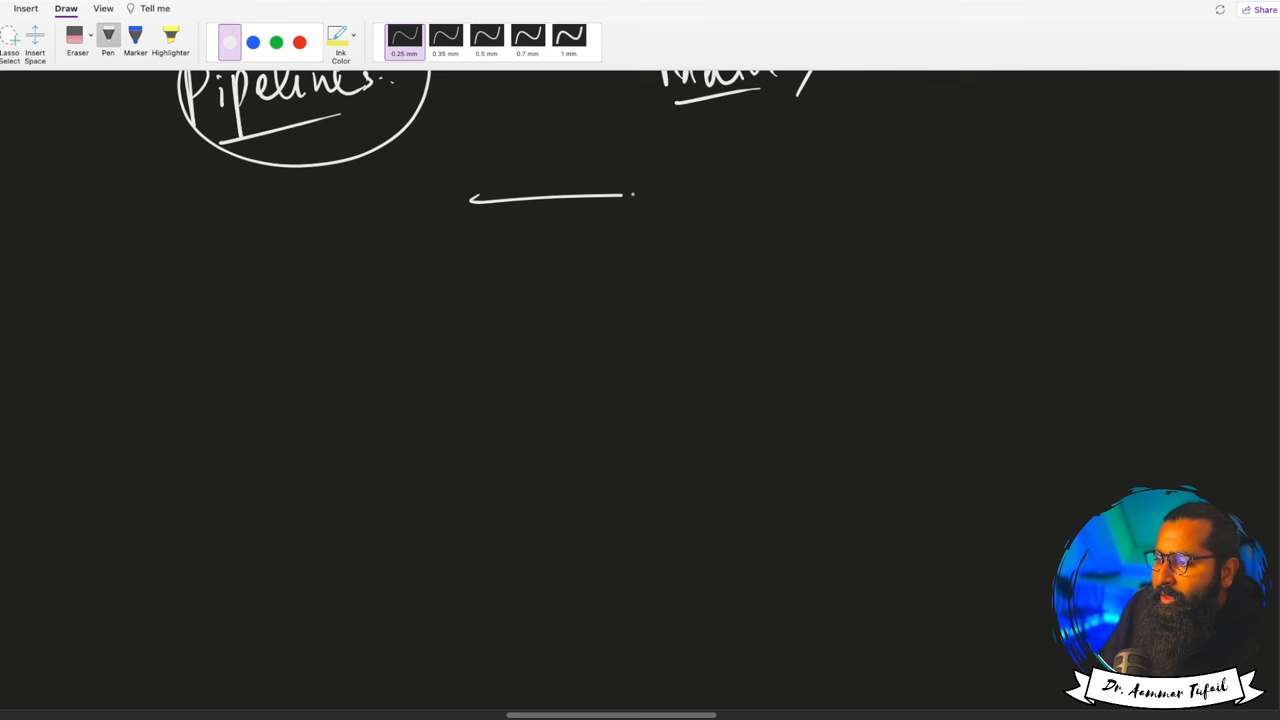 Insert Draw View Tell me
Share
Lasso Select
Insert Space
Eraser
Pen
Marker
Highlighter
Ink Color
0.25 mm
0.35 mm
0.5 mm
0.7 mm
1 mm
Pipelines..
Dr. Aammar Tufail